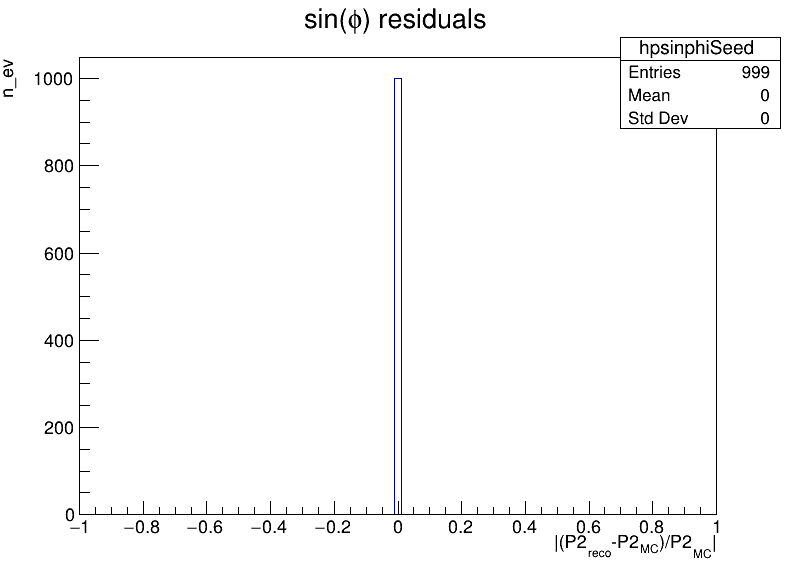 sin(ϕ) residuals
hpsinphiSeed
Entries 999
Mean 0
Std Dev 0
n_ev
1000
800
600
400
200
0
−1 −0.8 −0.6 −0.4 −0.2 0 0.2 0.4 0.6 0.8 1
|(P2reco-P2MC)/P2MC|